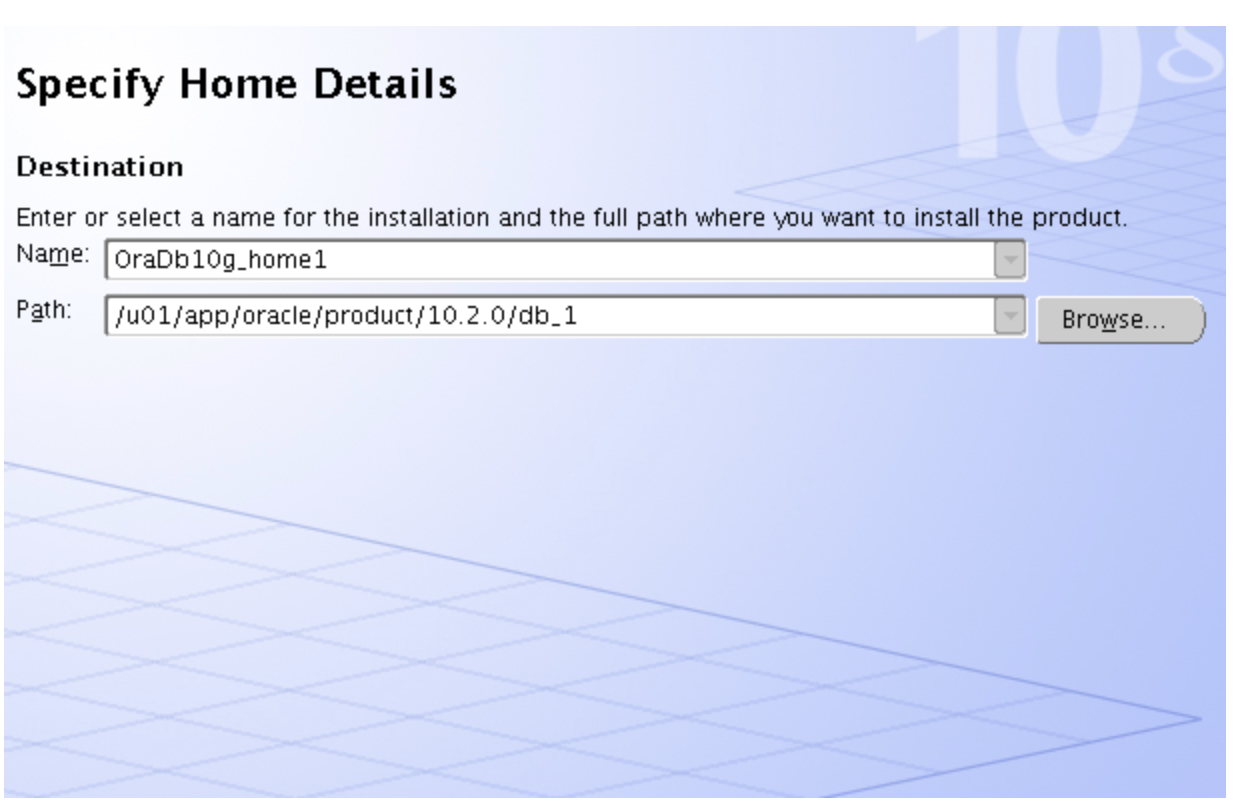 10g
Specify Home Details
Destination
Enter or select a name for the installation and the full path where you want to install the product.
Name: OraDb10g_home1
Path: /u01/app/oracle/product/10.2.0/db_1 Browse...